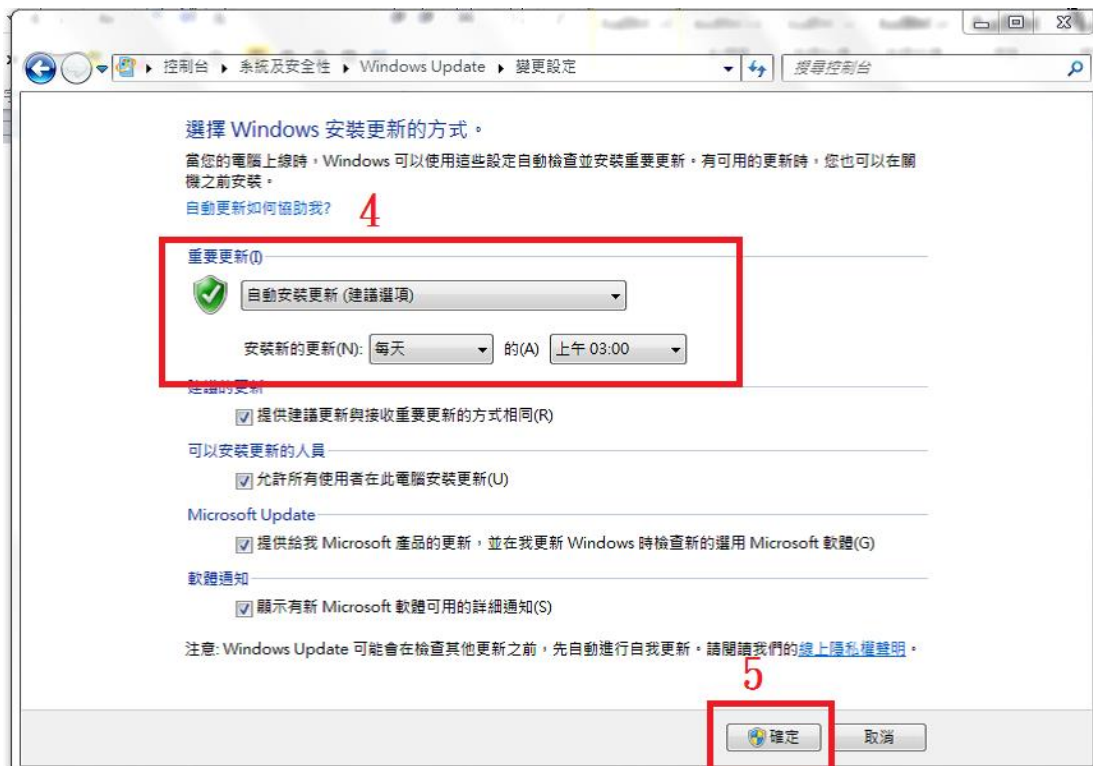 控制台 ▸ 系統及安全性 ▸ Windows Update ▸ 變更設定
搜尋控制台
選擇 Windows 安裝更新的方式。
當您的電腦上線時，Windows 可以使用這些設定自動檢查並安裝重要更新。有可用的更新時，您也可以在關
機之前安裝。
自動更新如何協助我?
4
重要更新(I)
自動安裝更新 (建議選項)
安裝新的更新(N): 每天 的(A) 上午 03:00
建議的更新
提供建議更新與接收重要更新的方式相同(R)
可以安裝更新的人員
允許所有使用者在此電腦安裝更新(U)
Microsoft Update
提供給我 Microsoft 產品的更新，並在我更新 Windows 時檢查新的選用 Microsoft 軟體(G)
軟體通知
顯示有新 Microsoft 軟體可用的詳細通知(S)
注意: Windows Update 可能會在檢查其他更新之前，先自動進行自我更新。請閱讀我們的線上隱私權聲明。
5
確定 取消